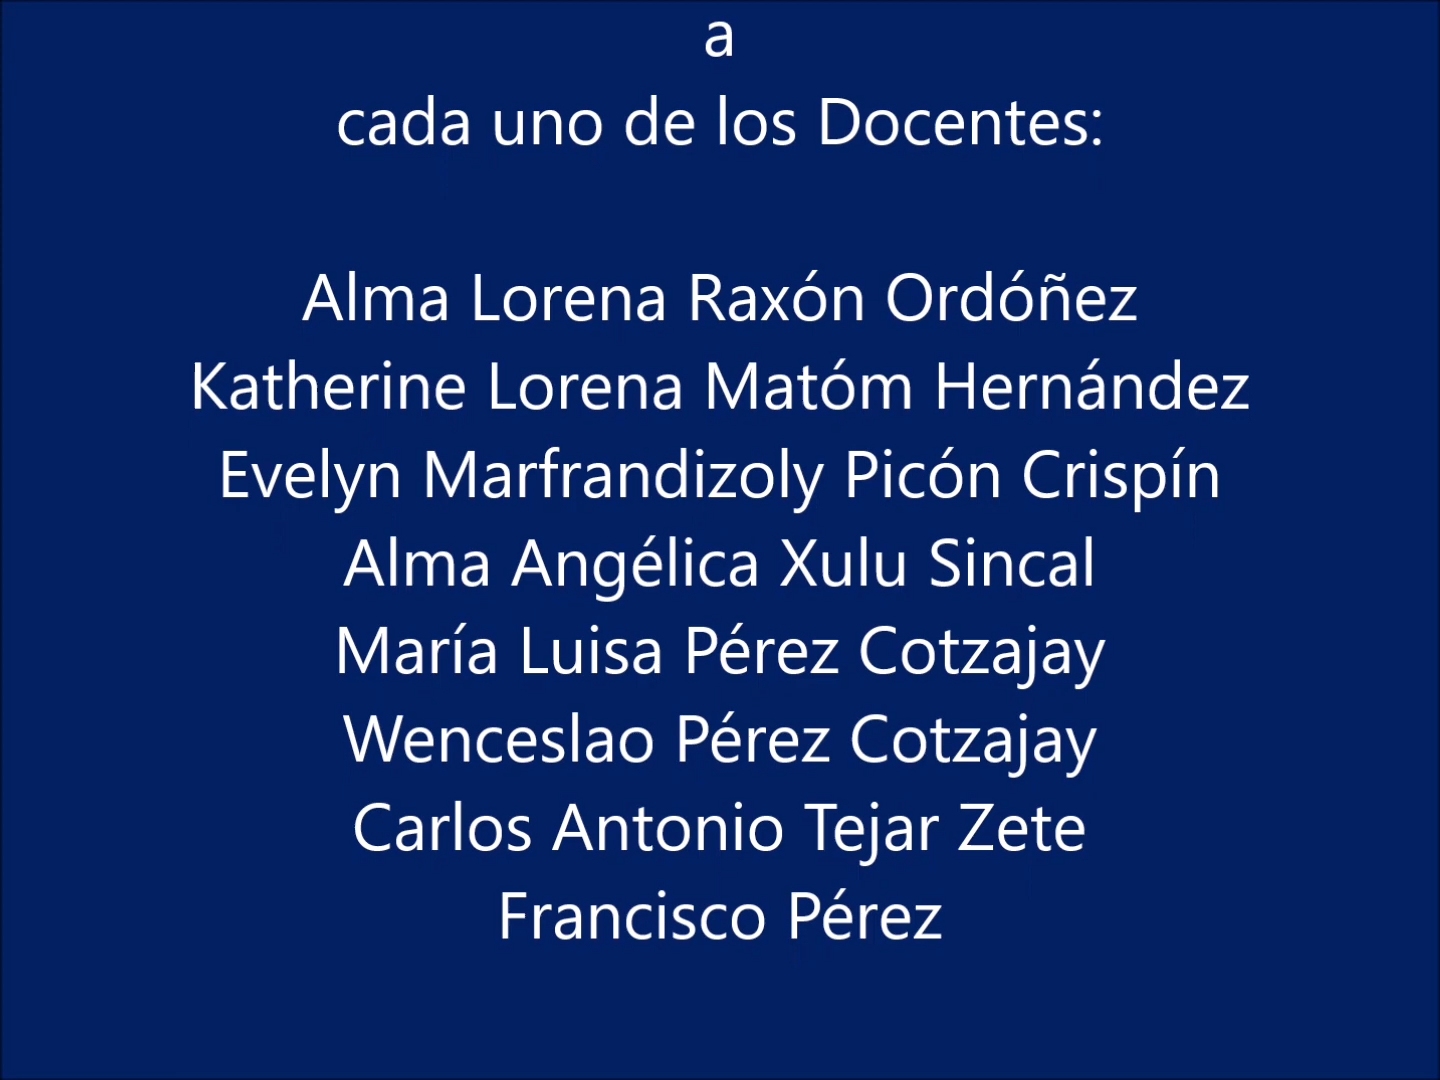 a
cada uno de los Docentes:
Alma Lorena Raxón Ordóñez
Katherine Lorena Matóm Hernández
Evelyn Marfrandizoly Picón Crispín
Alma Angélica Xulu Sincal
María Luisa Pérez Cotzajay
Wenceslao Pérez Cotzajay
Carlos Antonio Tejar Zete
Francisco Pérez